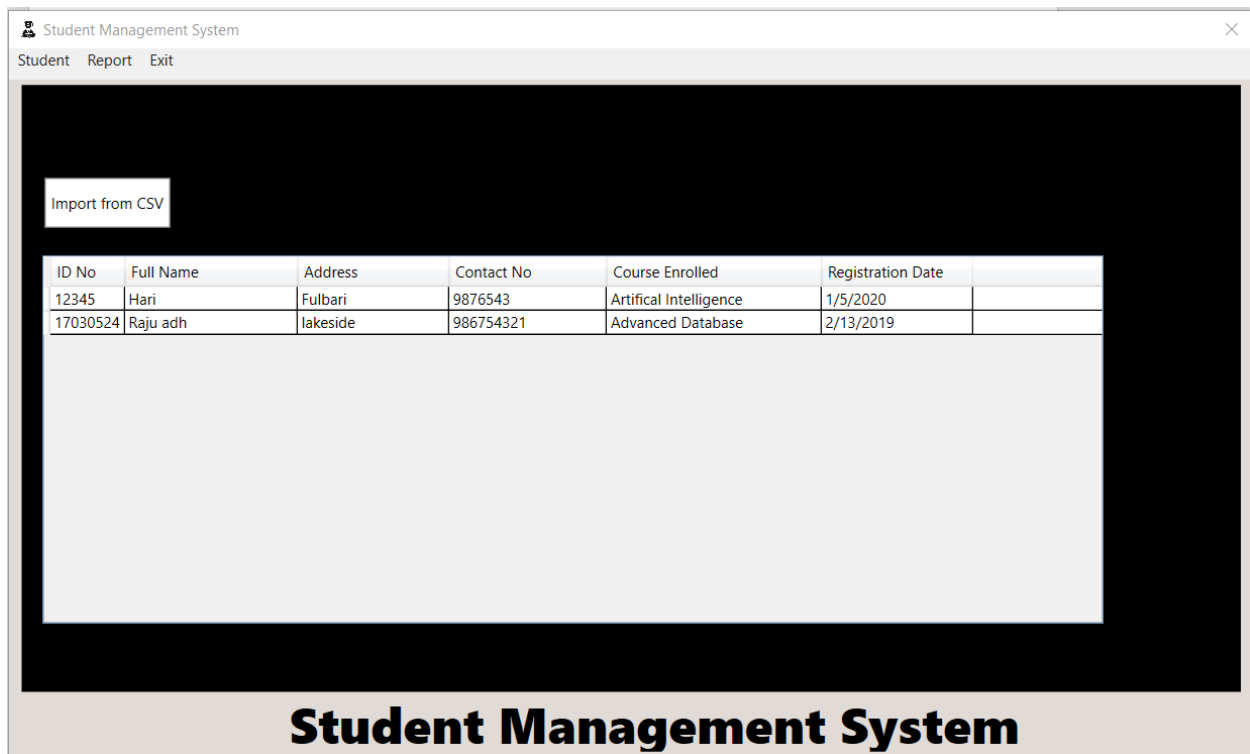 Student Management System
Student Report Exit
Import from CSV
ID No Full Name Address Contact No Course Enrolled Registration Date
12345 Hari Fulbari 9876543 Artifical Intelligence 1/5/2020
17030524 Raju adh lakeside 986754321 Advanced Database 2/13/2019
Student Management System